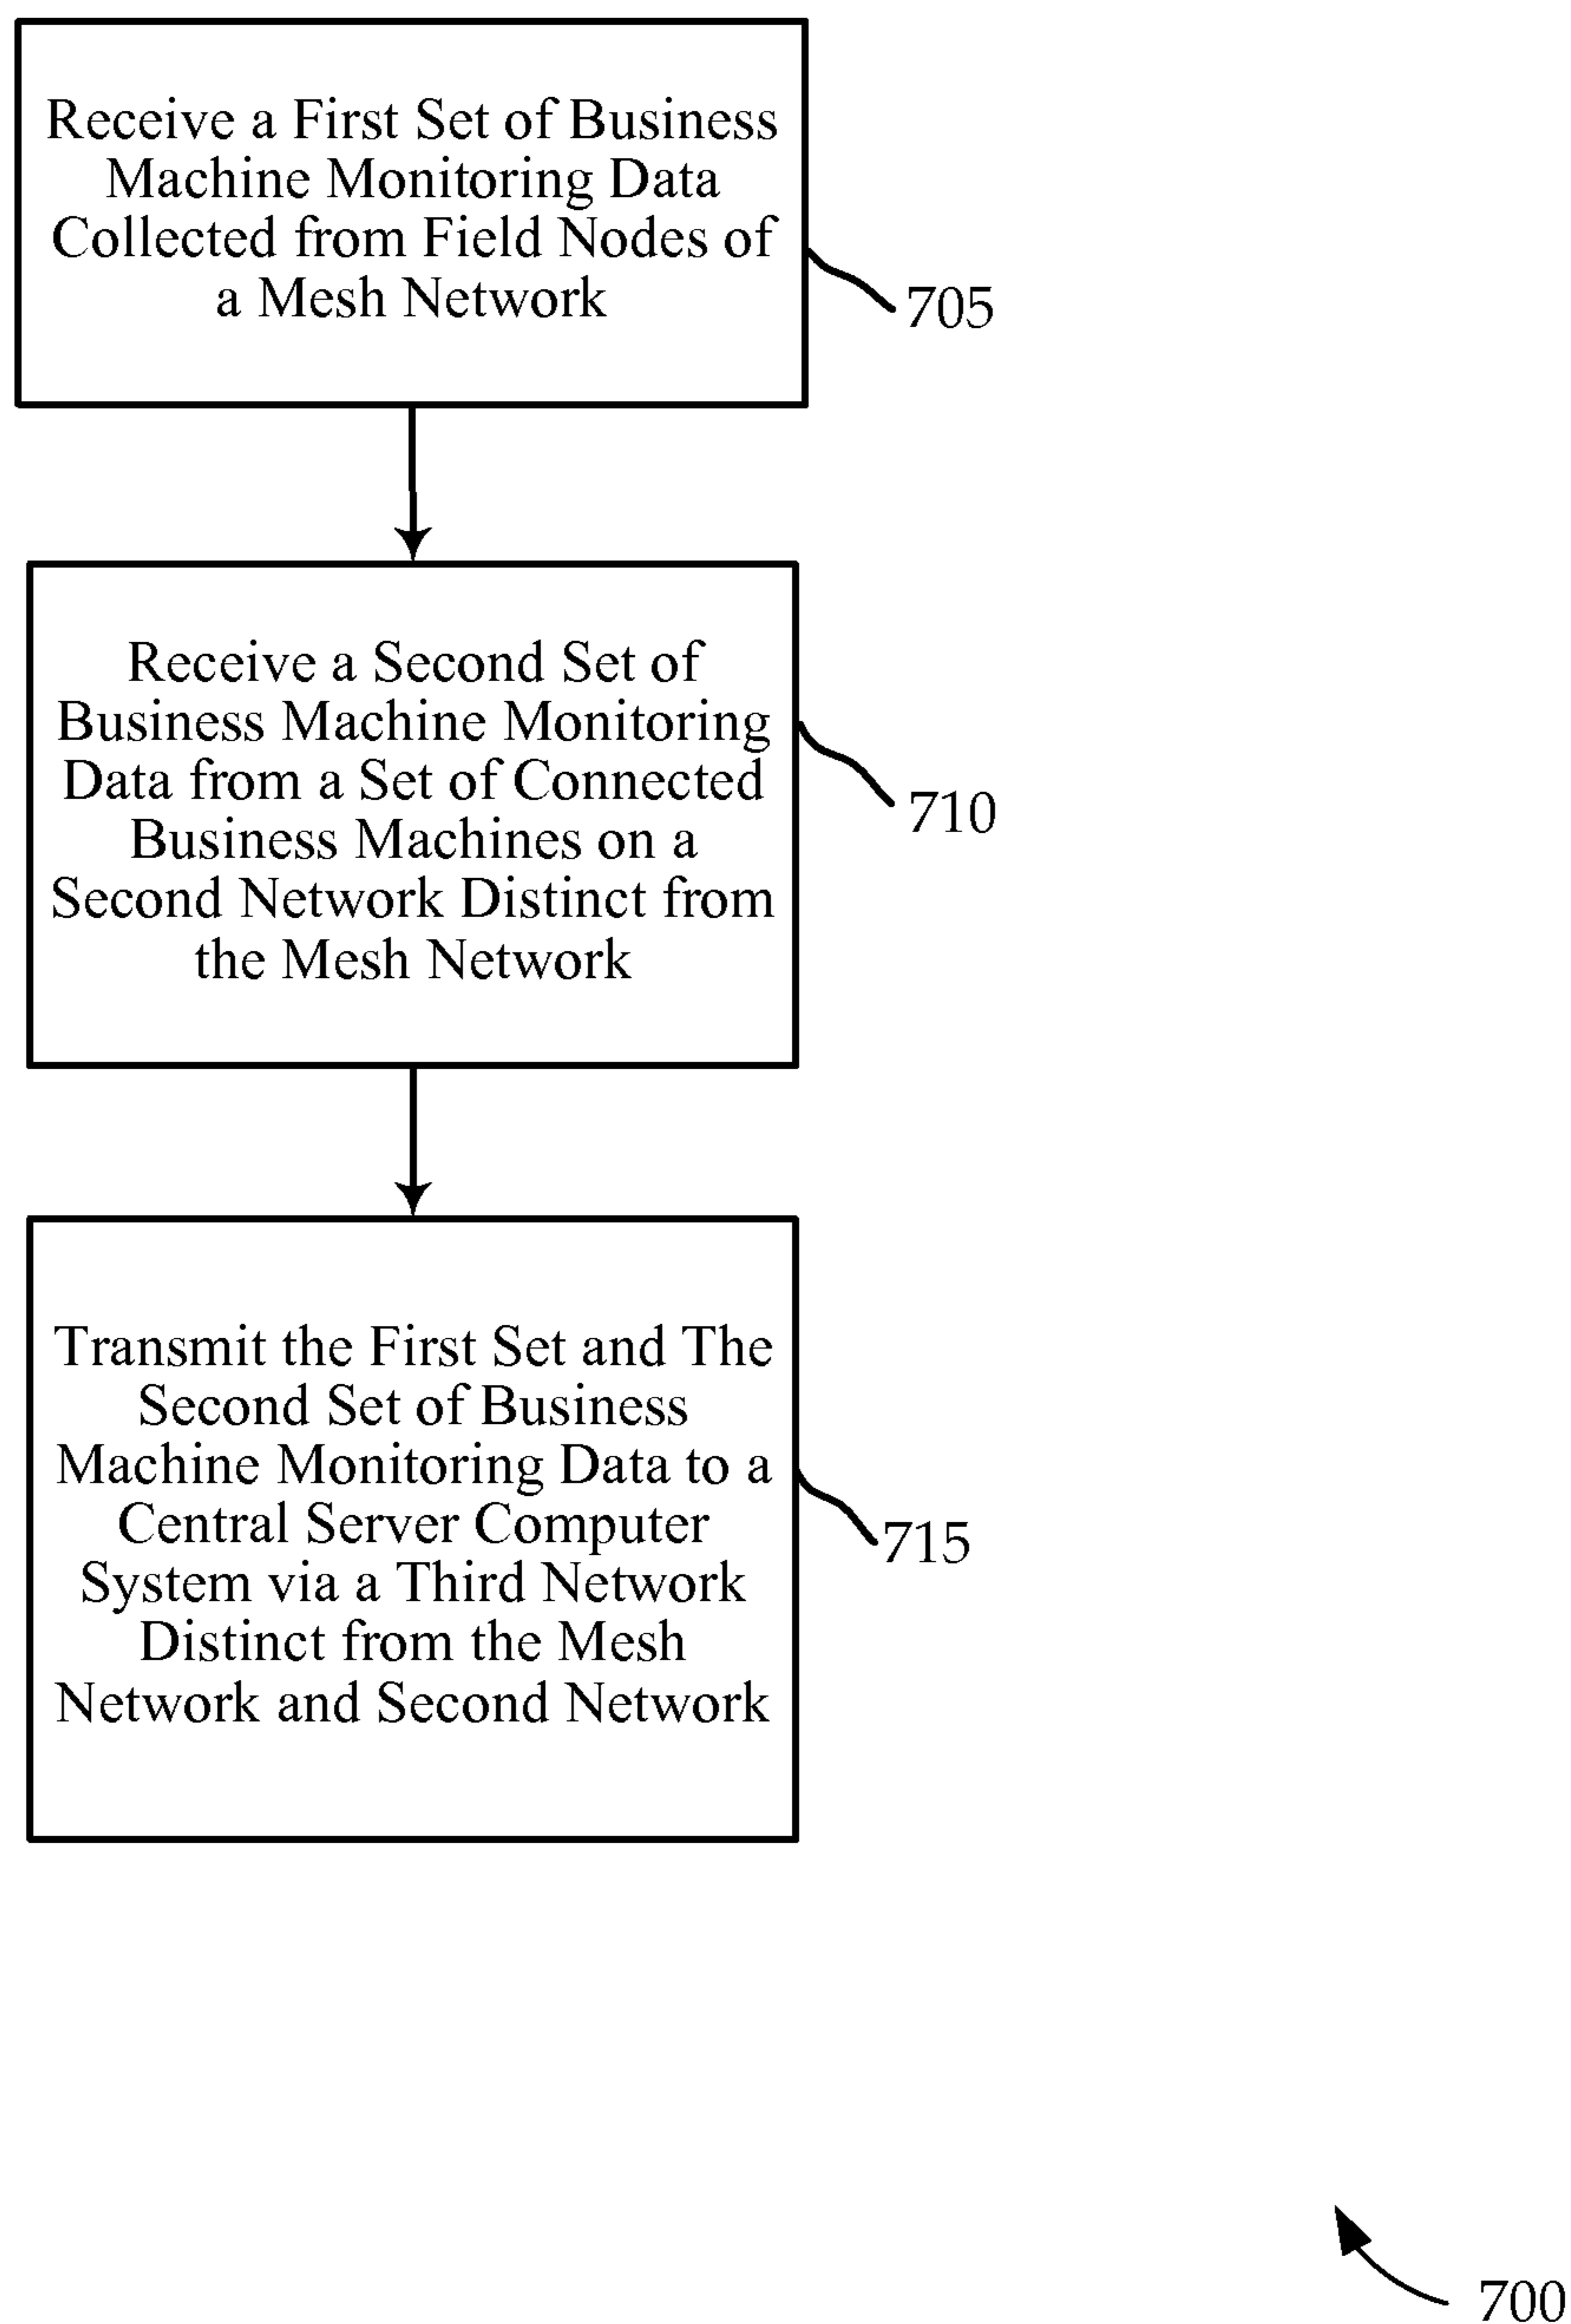 Receive a First Set of Business
Machine Monitoring Data
Collected from Field Nodes of
a Mesh Network
705
Receive a Second Set of
Business Machine Monitoring
Data from a Set of Connected
Business Machines on a
Second Network Distinct from
the Mesh Network
710
Transmit the First Set and The
Second Set of Business
Machine Monitoring Data to a
Central Server Computer
System via a Third Network
Distinct from the Mesh
Network and Second Network
715
700